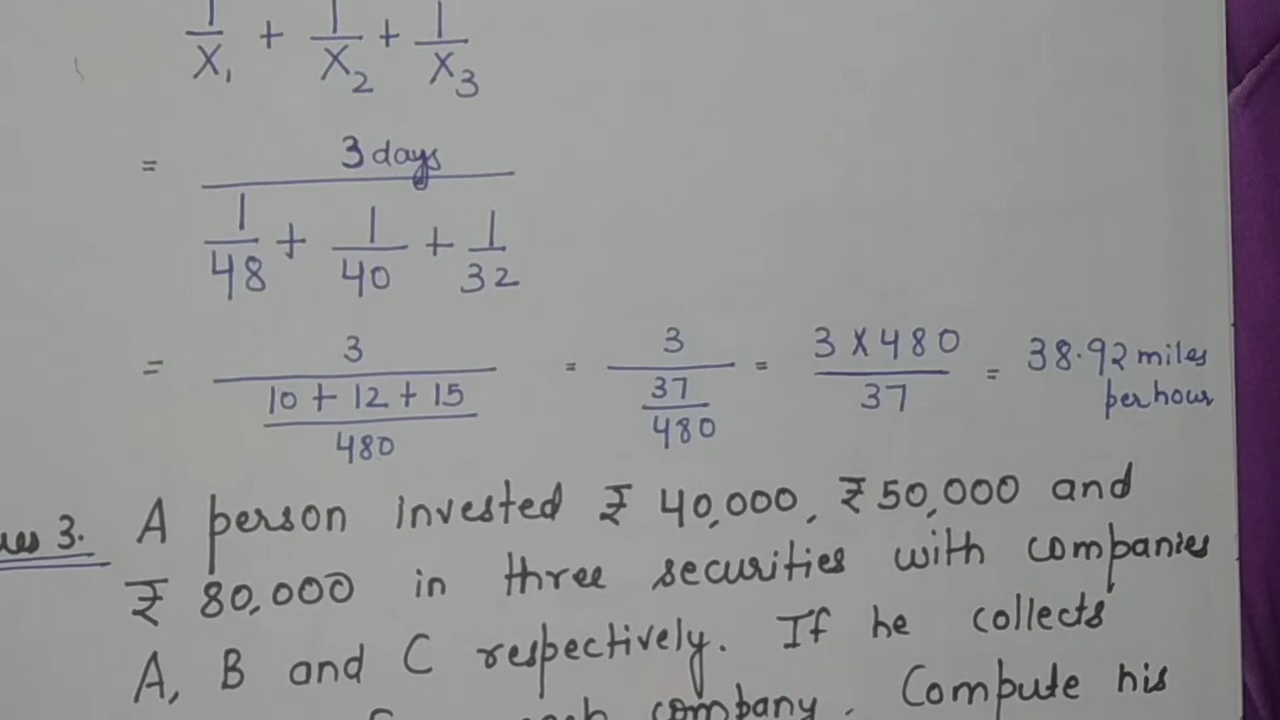 1/X₁ + 1/X₂ + 1/X₃
= 3 days / (1/48 + 1/40 + 1/32)
= 3 / ((10 + 12 + 15)/480) = 3 / (37/480) = (3 X 480)/37 = 38.92 miles per hour
3. A person invested ₹ 40,000, ₹ 50,000 and
₹ 80,000 in three securities with companies
A, B and C respectively. If he collects
company. Compute his